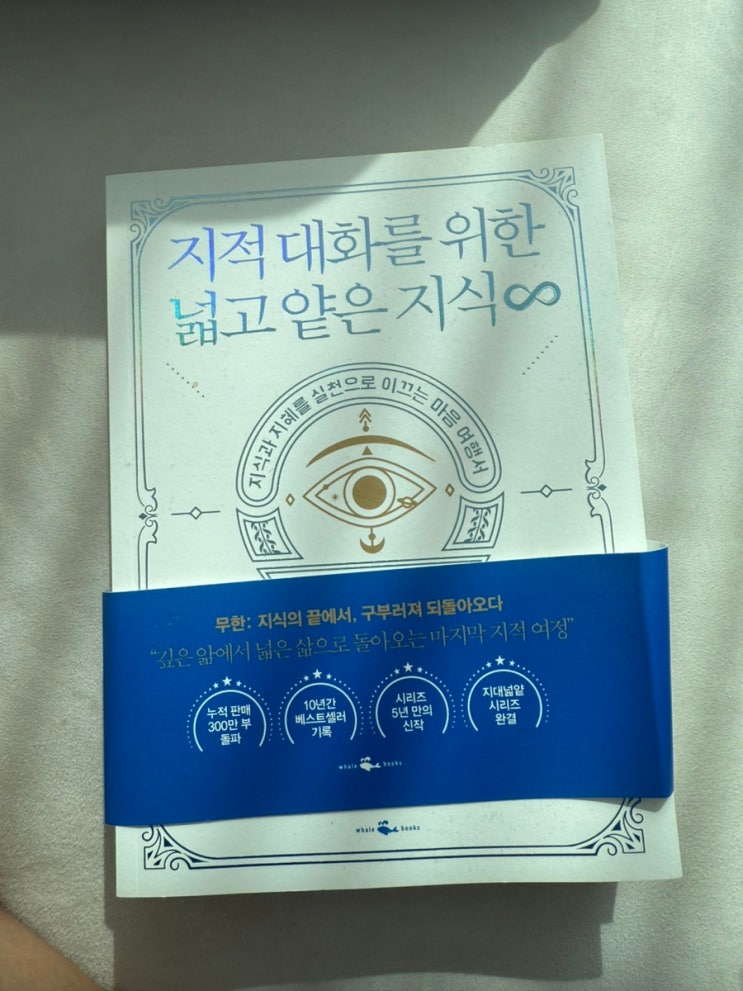 지적 대화를 위한
넓고 얕은 지식∞
지식과 지혜를 실천으로 이끄는 마음 여행서
무한: 지식의 끝에서, 구부러져 되돌아오다
"깊은 앎에서 넓은 삶으로 돌아오는 마지막 지적 여정"
누적 판매
300만 부
돌파
10년간
베스트셀러
기록
시리즈
5년 만의
신작
지대넓얕
시리즈
완결
whale books
whale books